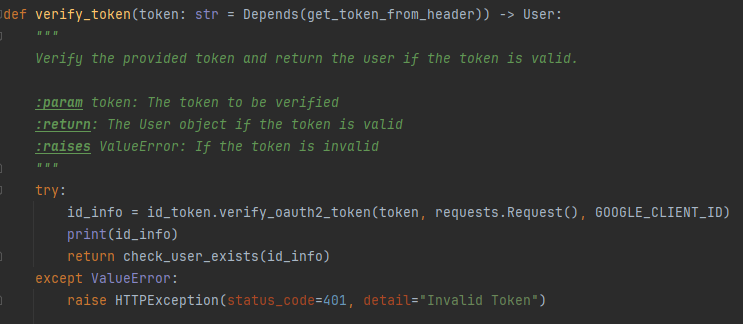 def verify_token(token: str = Depends(get_token_from_header)) -> User:
    """
    Verify the provided token and return the user if the token is valid.

    :param token: The token to be verified
    :return: The User object if the token is valid
    :raises ValueError: If the token is invalid
    """
    try:
        id_info = id_token.verify_oauth2_token(token, requests.Request(), GOOGLE_CLIENT_ID)
        print(id_info)
        return check_user_exists(id_info)
    except ValueError:
        raise HTTPException(status_code=401, detail="Invalid Token")